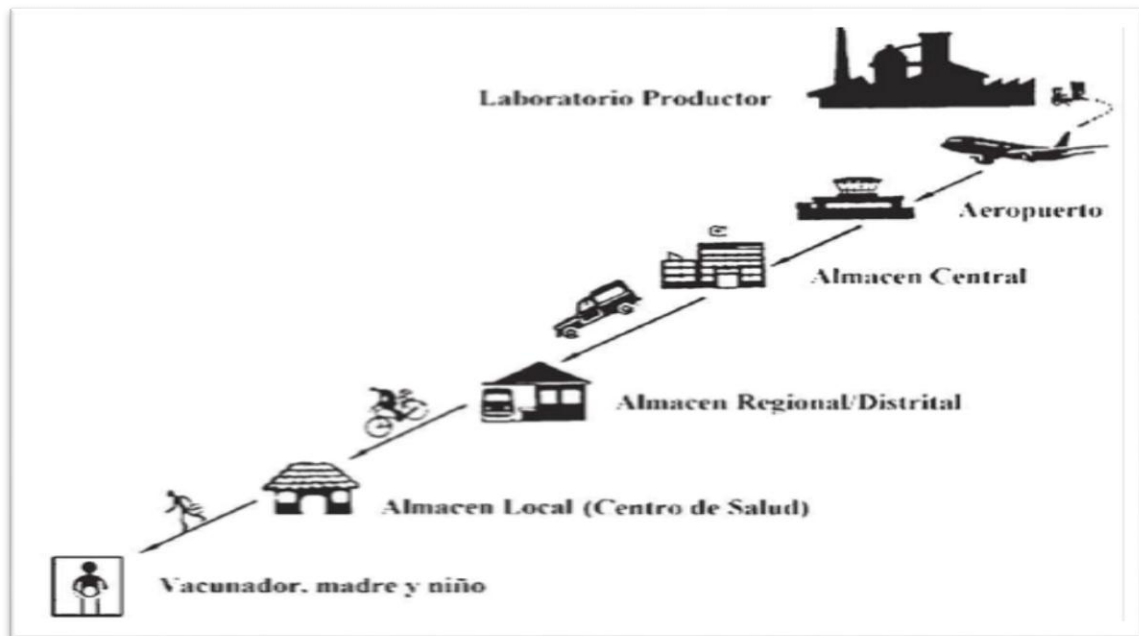 Laboratorio Productor
Aeropuerto
Almacen Central
Almacen Regional/Distrital
Almacen Local (Centro de Salud)
Vacunador. madre y niño